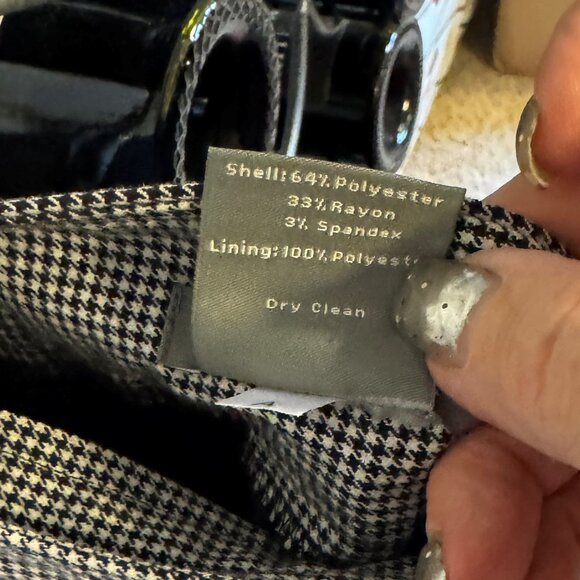 Shell:64%Polyester
33%Rayon
3% Spandex
Lining:100%Polyest
Dry Clean